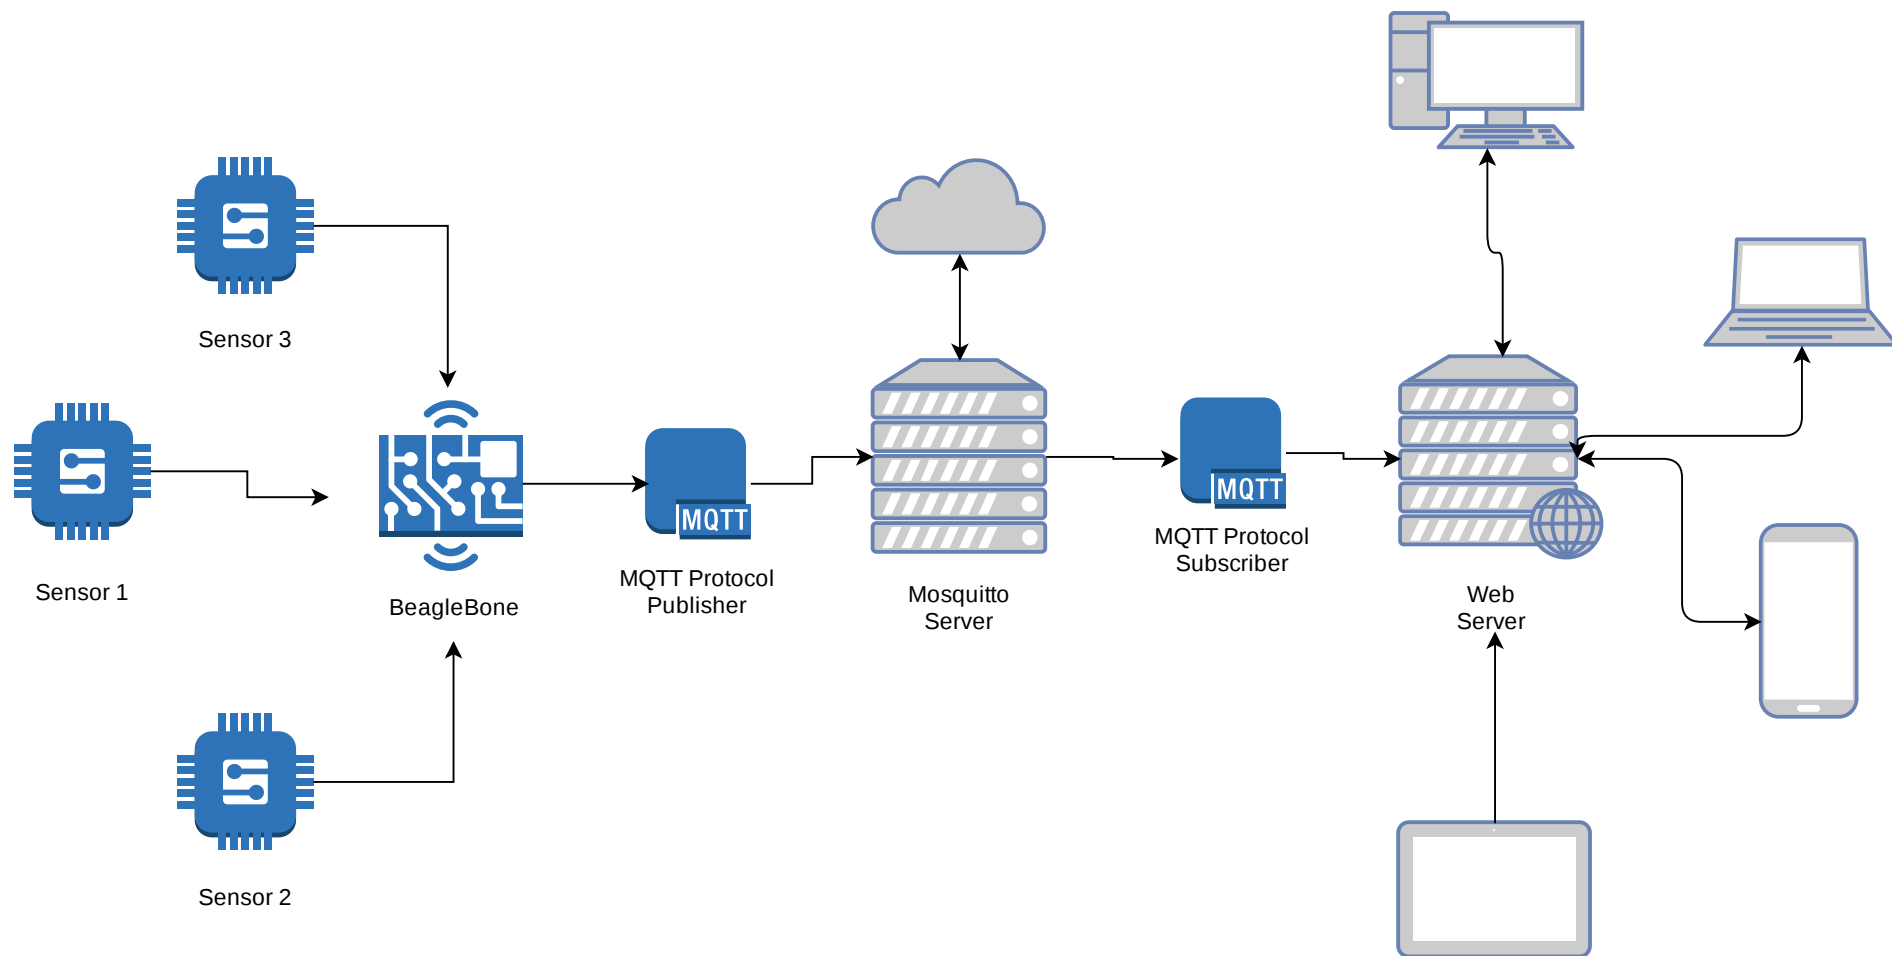 Sensor 3
Sensor 1
Sensor 2
BeagleBone
MQTT
MQTT Protocol
Publisher
Mosquitto
Server
MQTT
MQTT Protocol
Subscriber
Web
Server